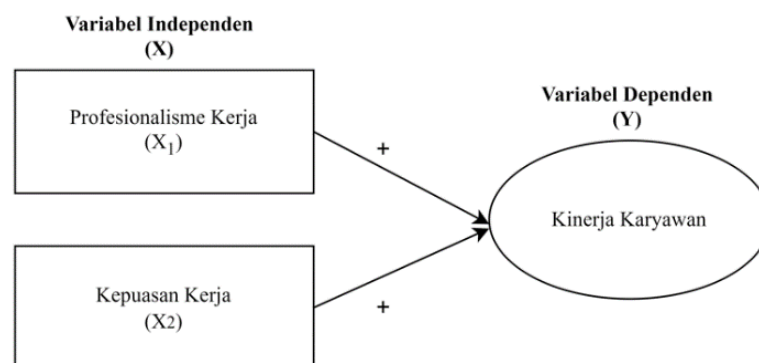 Variabel Independen
(X)
Profesionalisme Kerja
(X1)
+
Variabel Dependen
(Y)
Kinerja Karyawan
Kepuasan Kerja
(X2)
+